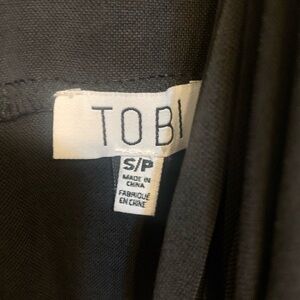 TOBI
S/P
MADE IN
CHINA
FABRIQUÉ
EN CHINE